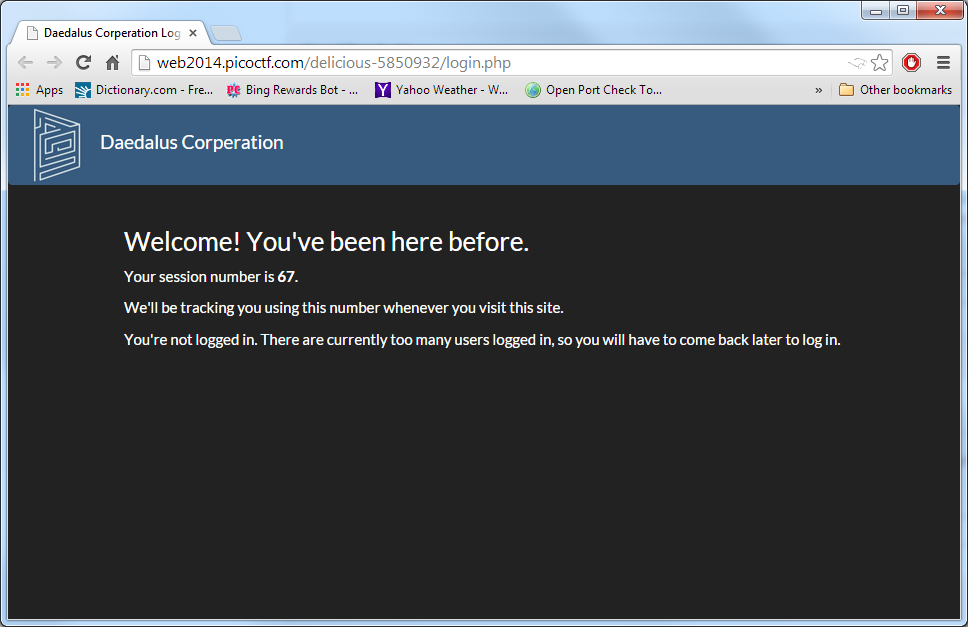 Daedalus Corperation Log
web2014.picoctf.com/delicious-5850932/login.php
Apps Dictionary.com - Fre... Bing Rewards Bot - ... Yahoo Weather - W... Open Port Check To... » Other bookmarks
Daedalus Corperation
Welcome! You've been here before.
Your session number is 67.
We'll be tracking you using this number whenever you visit this site.
You're not logged in. There are currently too many users logged in, so you will have to come back later to log in.